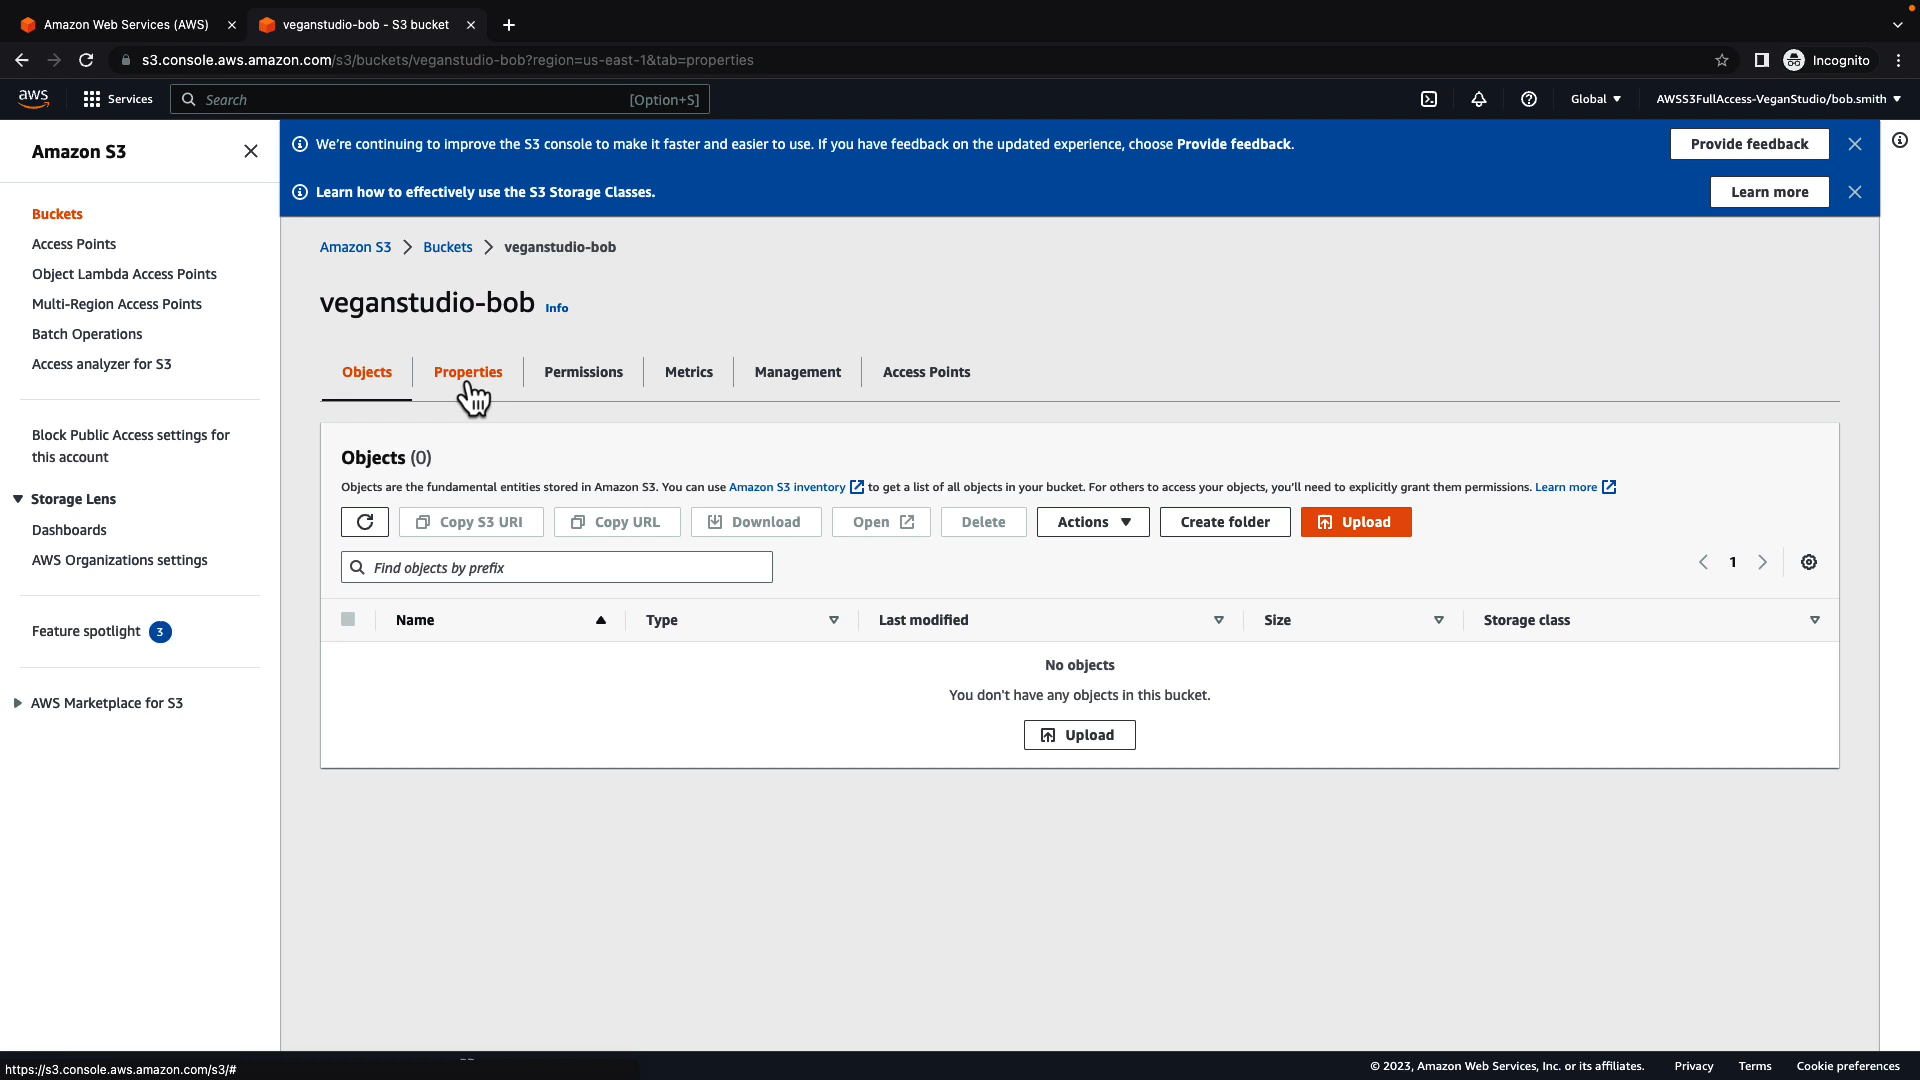 Amazon Web Services (AWS)
veganstudio-bob - S3 bucket
s3.console.aws.amazon.com/s3/buckets/veganstudio-bob?region=us-east-1&tab=properties
Incognito
aws
Services
Search
[Option+S]
Global
AWSS3FullAccess-VeganStudio/bob.smith
Amazon S3
Buckets
Access Points
Object Lambda Access Points
Multi-Region Access Points
Batch Operations
Access analyzer for S3
Block Public Access settings for
this account
Storage Lens
Dashboards
AWS Organizations settings
Feature spotlight 3
AWS Marketplace for S3
We're continuing to improve the S3 console to make it faster and easier to use. If you have feedback on the updated experience, choose Provide feedback.
Provide feedback
Learn how to effectively use the S3 Storage Classes.
Learn more
Amazon S3 > Buckets > veganstudio-bob
veganstudio-bob Info
Objects
Properties
Permissions
Metrics
Management
Access Points
Objects (0)
Objects are the fundamental entities stored in Amazon S3. You can use Amazon S3 inventory to get a list of all objects in your bucket. For others to access your objects, you'll need to explicitly grant them permissions. Learn more
Copy S3 URI
Copy URL
Download
Open
Delete
Actions
Create folder
Upload
Find objects by prefix
1
Name
Type
Last modified
Size
Storage class
No objects
You don't have any objects in this bucket.
Upload
https://s3.console.aws.amazon.com/s3/#
© 2023, Amazon Web Services, Inc. or its affiliates.
Privacy
Terms
Cookie preferences